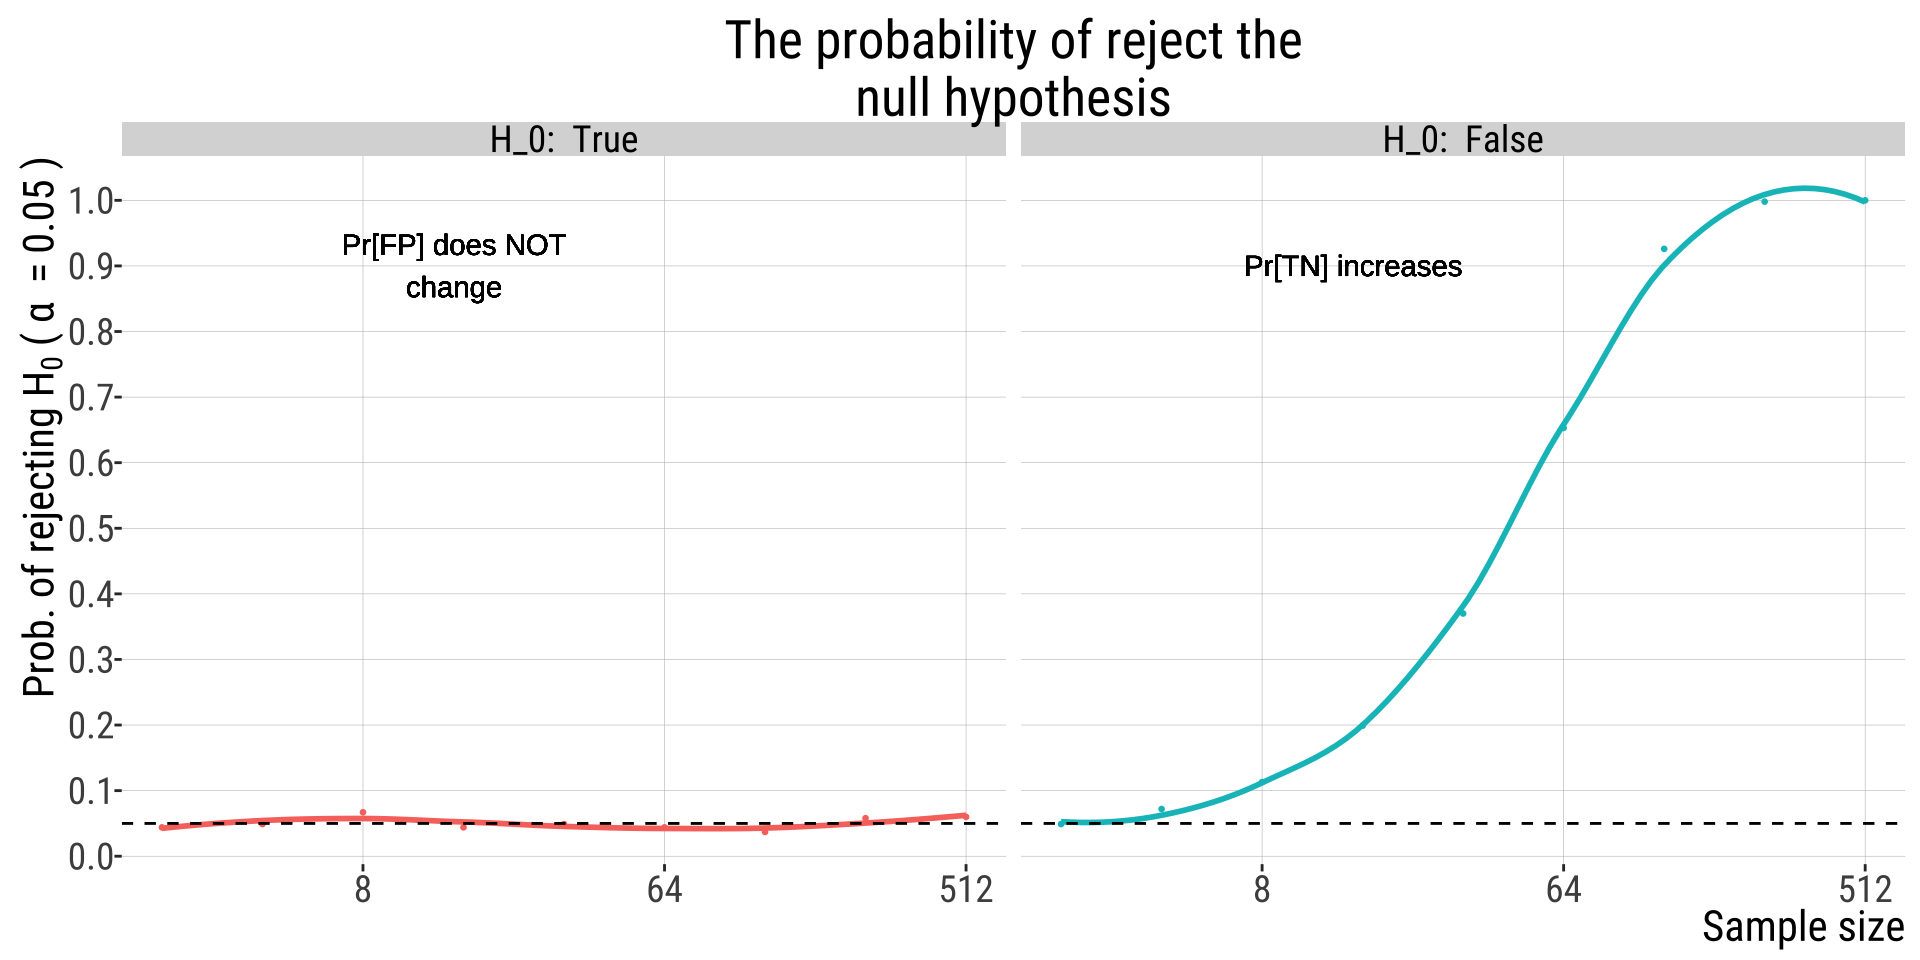 The probability of reject the
null hypothesis
H_0: True
H_0: False
Prob. of rejecting H₀ ( α = 0.05 )
1.0
0.9
0.8
0.7
0.6
0.5
0.4
0.3
0.2
0.1
0.0
Pr[FP] does NOT
change
Pr[TN] increases
8
64
512
8
64
512
Sample size